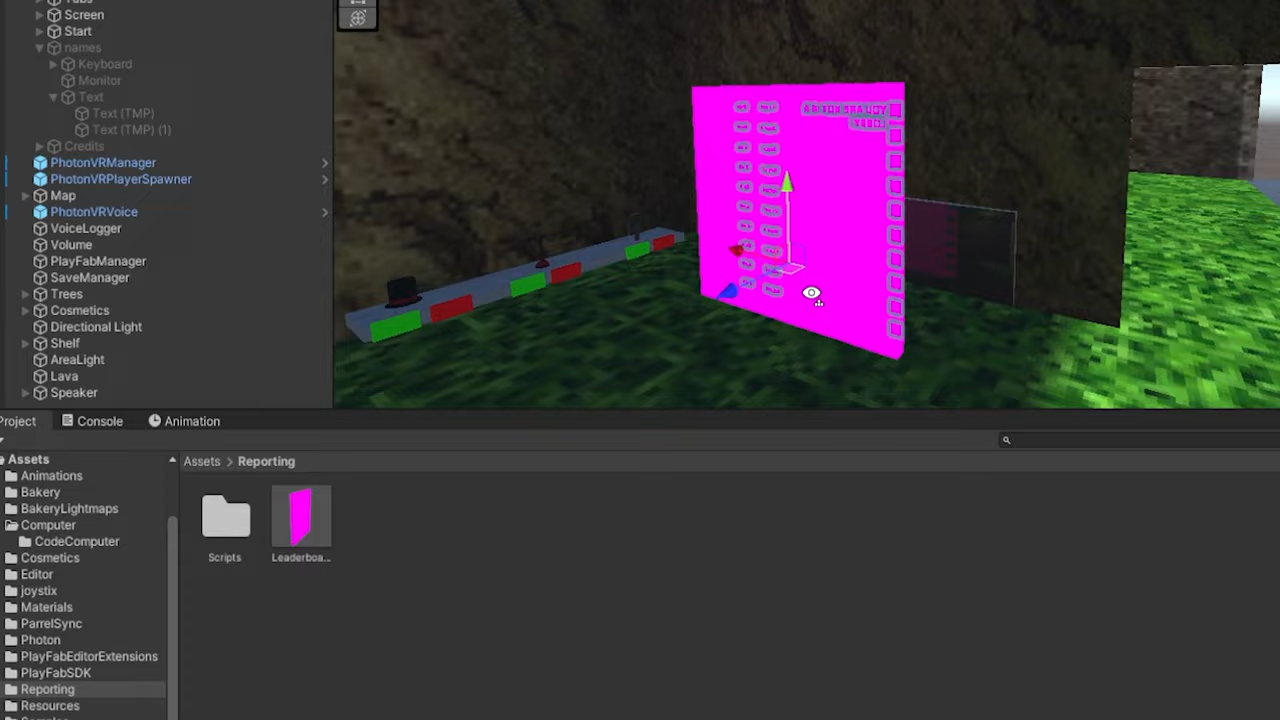 Screen
Start
names
Keyboard
Monitor
Text
Text (TMP)
Text (TMP) (1)
Credits
PhotonVRManager
PhotonVRPlayerSpawner
Map
PhotonVRVoice
VoiceLogger
Volume
PlayFabManager
SaveManager
Trees
Cosmetics
Directional Light
Shelf
AreaLight
Lava
Speaker
Project
Console
Animation
Assets
Animations
Bakery
BakeryLightmaps
Computer
CodeComputer
Cosmetics
Editor
joystix
Materials
ParrelSync
Photon
PlayFabEditorExtensions
PlayFabSDK
Reporting
Resources
Assets > Reporting
Scripts
Leaderboa...